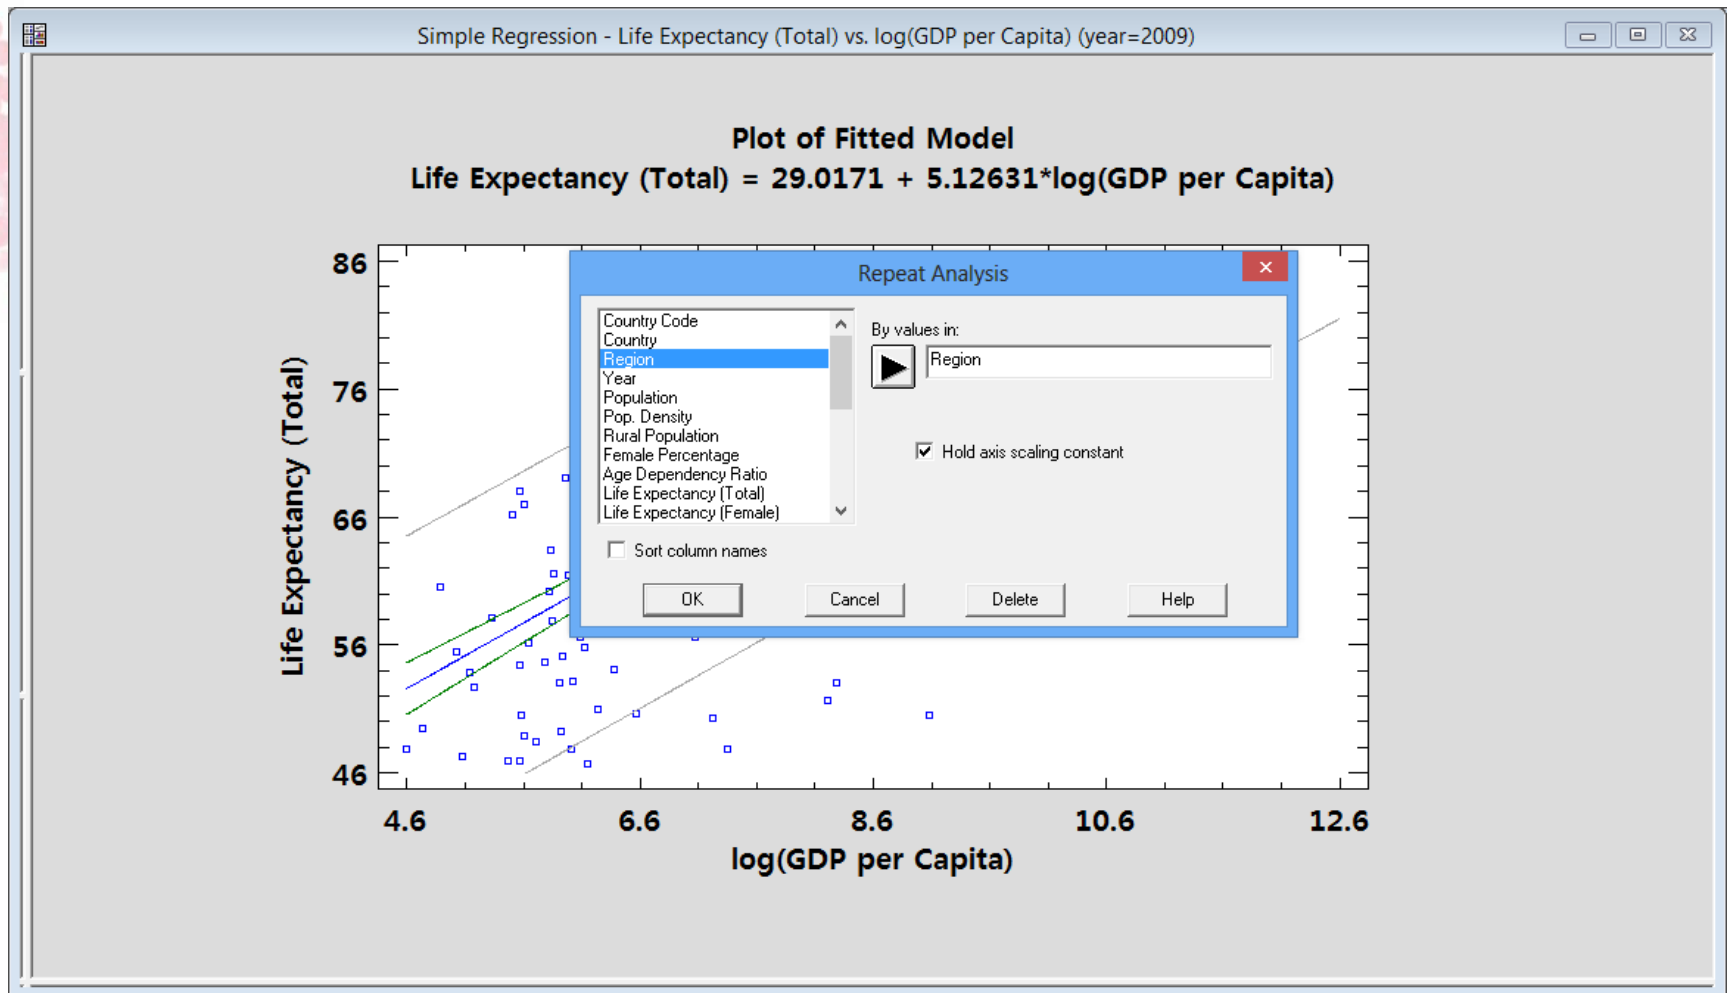 Simple Regression - Life Expectancy (Total) vs. log(GDP per Capita) (year=2009)
Plot of Fitted Model
Life Expectancy (Total) = 29.0171 + 5.12631*log(GDP per Capita)
Repeat Analysis
Country Code
Country
Region
Year
Population
Pop. Density
Rural Population
Female Percentage
Age Dependency Ratio
Life Expectancy (Total)
Life Expectancy (Female)
By values in:
Region
Hold axis scaling constant
Sort column names
OK
Cancel
Delete
Help
Life Expectancy (Total)
86
76
66
56
46
4.6
6.6
8.6
10.6
12.6
log(GDP per Capita)